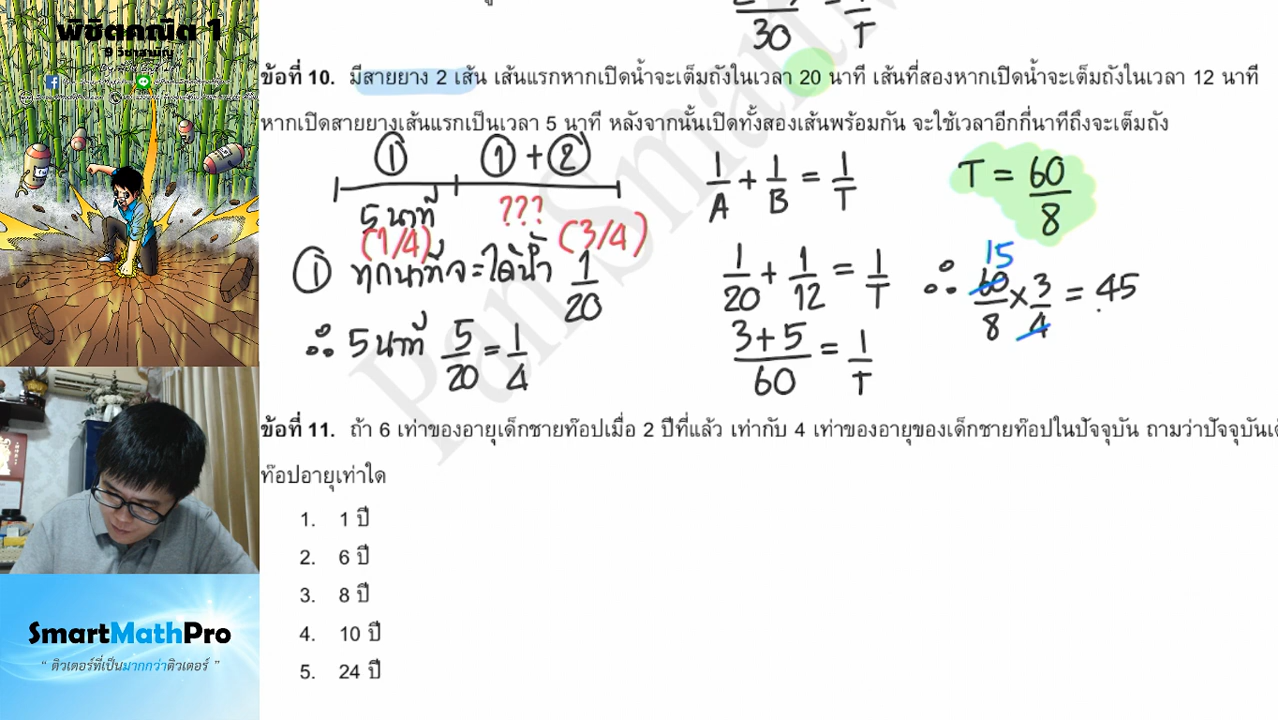 พิชิตคณิต 1
9 วิชาสามัญ
30
T
ข้อที่ 10. มีสายยาง 2 เส้น เส้นแรกหากเปิดน้ำจะเต็มถังในเวลา 20 นาที เส้นที่สองหากเปิดน้ำจะเต็มถังในเวลา 12 นาที
หากเปิดสายยางเส้นแรกเป็นเวลา 5 นาที หลังจากนั้นเปิดทั้งสองเส้นพร้อมกัน จะใช้เวลาอีกกี่นาทีถึงจะเต็มถัง
① ① + ②
5 นาที ???
(1/4) (3/4)
① ทุกนาทีจะได้น้ำ 1/20
∴ 5 นาที 5/20 = 1/4
1/A + 1/B = 1/T
1/20 + 1/12 = 1/T
3+5/60 = 1/T
T = 60/8
15
∴ 60/8 × 3/4 = 45
ข้อที่ 11. ถ้า 6 เท่าของอายุเด็กชายท๊อปเมื่อ 2 ปีที่แล้ว เท่ากับ 4 เท่าของอายุของเด็กชายท๊อปในปัจจุบัน ถามว่าปัจจุบันเด
ท๊อปอายุเท่าใด
1. 1 ปี
2. 6 ปี
3. 8 ปี
4. 10 ปี
5. 24 ปี
SmartMathPro
“ ติวเตอร์ที่เป็นมากกว่าติวเตอร์ ”